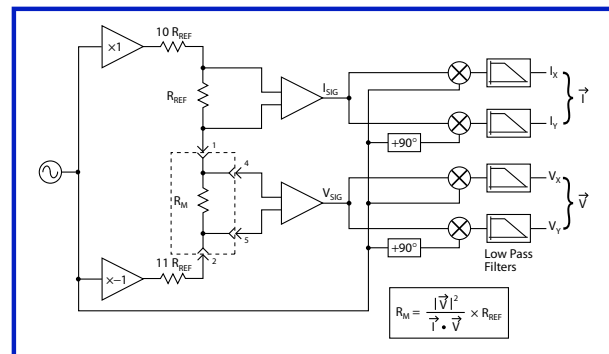 ×1
10 R_REF
R_REF
I_SIG
I_X
I_Y
I⃗
+90°
1
4
R_M
V_SIG
V_X
V_Y
V⃗
5
2
+90°
11 R_REF
×−1
Low Pass
Filters
R_M = |V⃗|² / I⃗ • V⃗ × R_REF